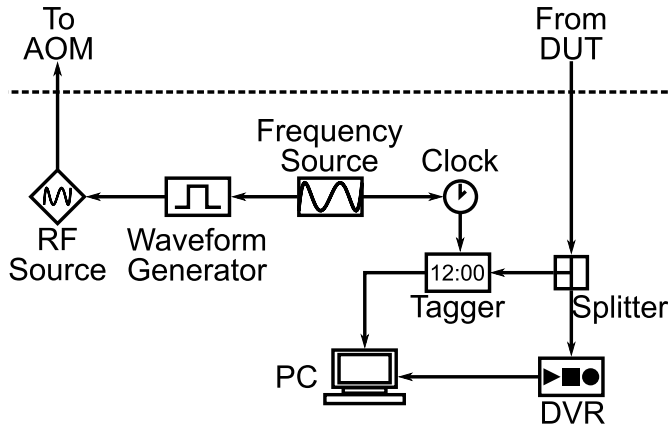 To
AOM
From
DUT
Frequency
Source
Clock
RF
Source
Waveform
Generator
12:00
Tagger
Splitter
PC
DVR